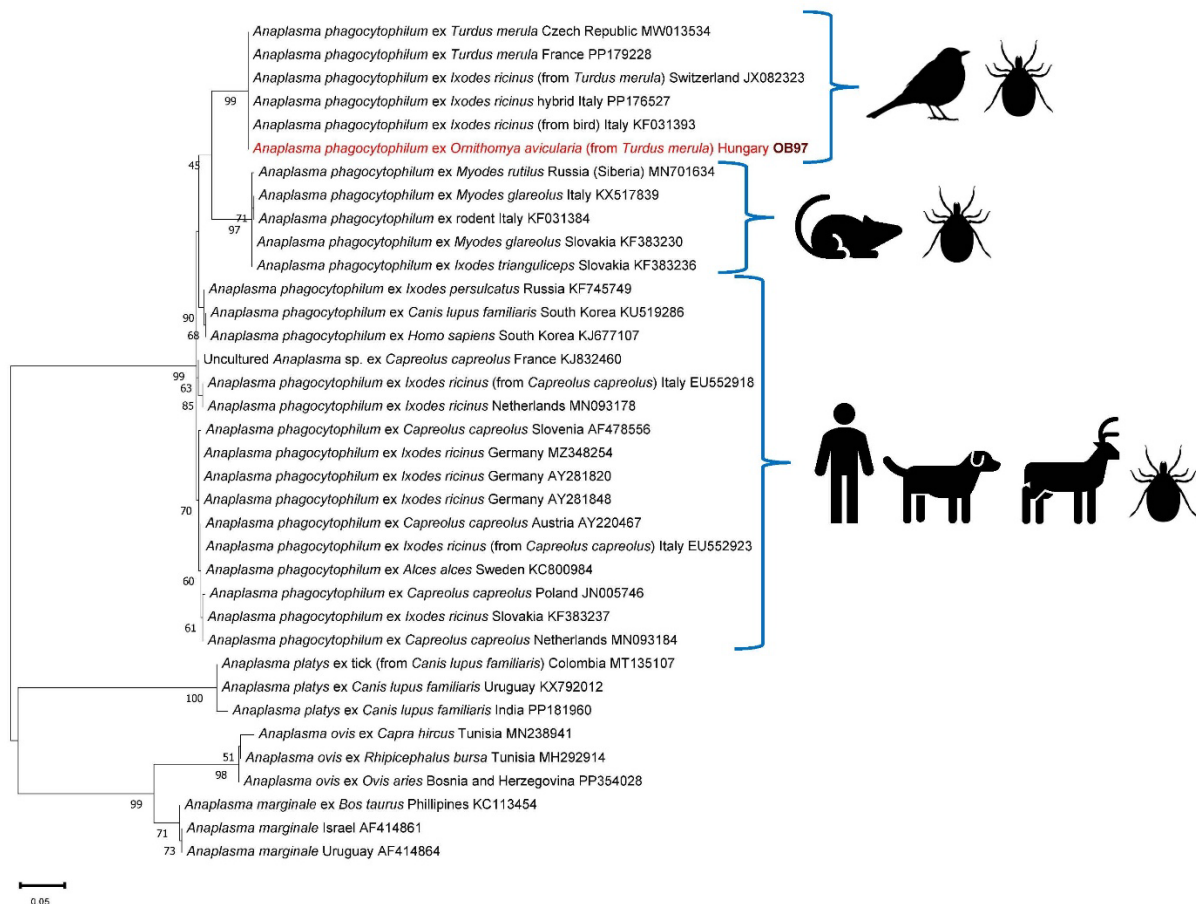 Anaplasma phagocytophilum ex Turdus merula Czech Republic MW013534
Anaplasma phagocytophilum ex Turdus merula France PP179228
Anaplasma phagocytophilum ex Ixodes ricinus (from Turdus merula) Switzerland JX082323
99
Anaplasma phagocytophilum ex Ixodes ricinus hybrid Italy PP176527
Anaplasma phagocytophilum ex Ixodes ricinus (from bird) Italy KF031393
Anaplasma phagocytophilum ex Ornithomya avicularia (from Turdus merula) Hungary OB97
45
Anaplasma phagocytophilum ex Myodes rutilus Russia (Siberia) MN701634
Anaplasma phagocytophilum ex Myodes glareolus Italy KX517839
71
Anaplasma phagocytophilum ex rodent Italy KF031384
97
Anaplasma phagocytophilum ex Myodes glareolus Slovakia KF383230
Anaplasma phagocytophilum ex Ixodes trianguliceps Slovakia KF383236
Anaplasma phagocytophilum ex Ixodes persulcatus Russia KF745749
90
Anaplasma phagocytophilum ex Canis lupus familiaris South Korea KU519286
68
Anaplasma phagocytophilum ex Homo sapiens South Korea KJ677107
Uncultured Anaplasma sp. ex Capreolus capreolus France KJ832460
99
63
Anaplasma phagocytophilum ex Ixodes ricinus (from Capreolus capreolus) Italy EU552918
85
Anaplasma phagocytophilum ex Ixodes ricinus Netherlands MN093178
Anaplasma phagocytophilum ex Capreolus capreolus Slovenia AF478556
Anaplasma phagocytophilum ex Ixodes ricinus Germany MZ348254
Anaplasma phagocytophilum ex Ixodes ricinus Germany AY281820
Anaplasma phagocytophilum ex Ixodes ricinus Germany AY281848
70
Anaplasma phagocytophilum ex Capreolus capreolus Austria AY220467
Anaplasma phagocytophilum ex Ixodes ricinus (from Capreolus capreolus) Italy EU552923
Anaplasma phagocytophilum ex Alces alces Sweden KC800984
60
Anaplasma phagocytophilum ex Capreolus capreolus Poland JN005746
Anaplasma phagocytophilum ex Ixodes ricinus Slovakia KF383237
61
Anaplasma phagocytophilum ex Capreolus capreolus Netherlands MN093184
Anaplasma platys ex tick (from Canis lupus familiaris) Colombia MT135107
Anaplasma platys ex Canis lupus familiaris Uruguay KX792012
100
Anaplasma platys ex Canis lupus familiaris India PP181960
Anaplasma ovis ex Capra hircus Tunisia MN238941
51
Anaplasma ovis ex Rhipicephalus bursa Tunisia MH292914
98
Anaplasma ovis ex Ovis aries Bosnia and Herzegovina PP354028
99
Anaplasma marginale ex Bos taurus Phillipines KC113454
71
Anaplasma marginale Israel AF414861
73
Anaplasma marginale Uruguay AF414864
0.05